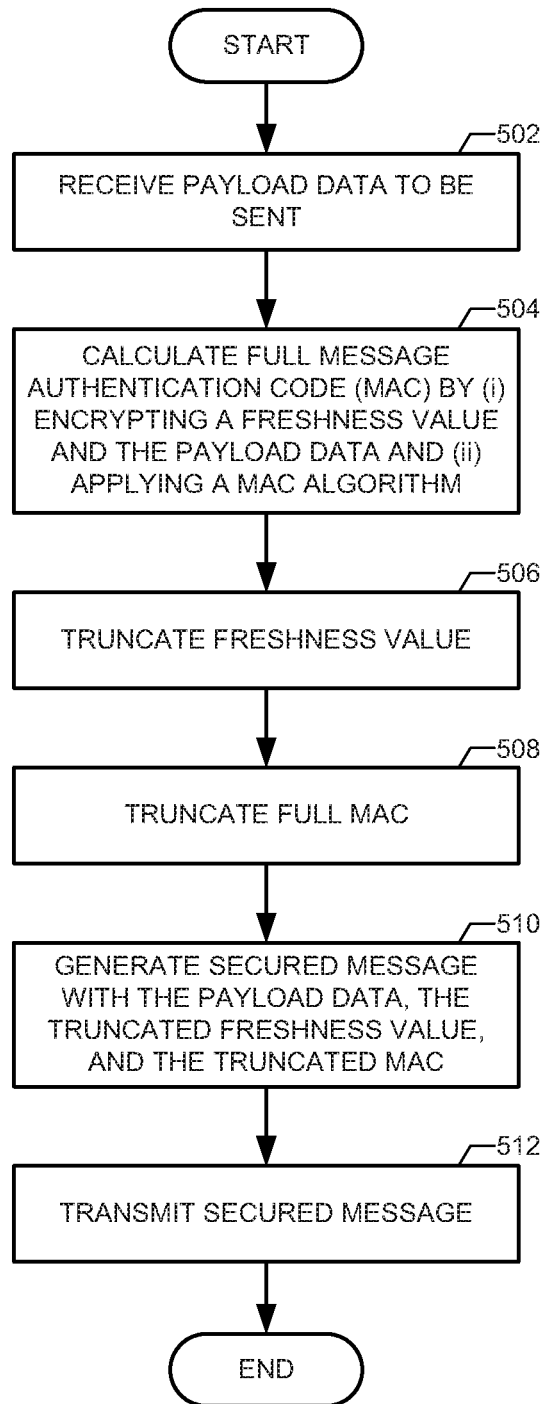 START
502
RECEIVE PAYLOAD DATA TO BE
SENT
504
CALCULATE FULL MESSAGE
AUTHENTICATION CODE (MAC) BY (i)
ENCRYPTING A FRESHNESS VALUE
AND THE PAYLOAD DATA AND (ii)
APPLYING A MAC ALGORITHM
506
TRUNCATE FRESHNESS VALUE
508
TRUNCATE FULL MAC
510
GENERATE SECURED MESSAGE
WITH THE PAYLOAD DATA, THE
TRUNCATED FRESHNESS VALUE,
AND THE TRUNCATED MAC
512
TRANSMIT SECURED MESSAGE
END